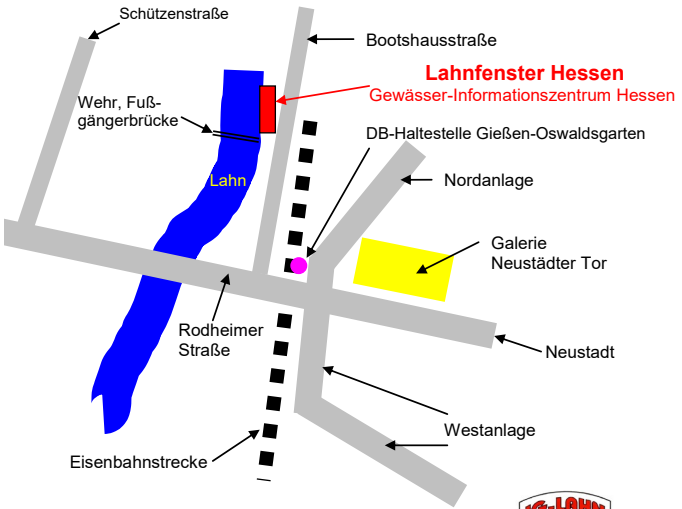 Schützenstraße
Bootshausstraße
Lahnfenster Hessen
Gewässer-Informationszentrum Hessen
Wehr, Fuß-
gängerbrücke
DB-Haltestelle Gießen-Oswaldsgarten
Lahn
Nordanlage
Galerie
Neustädter Tor
Rodheimer
Straße
Neustadt
Westanlage
Eisenbahnstrecke
LAHN